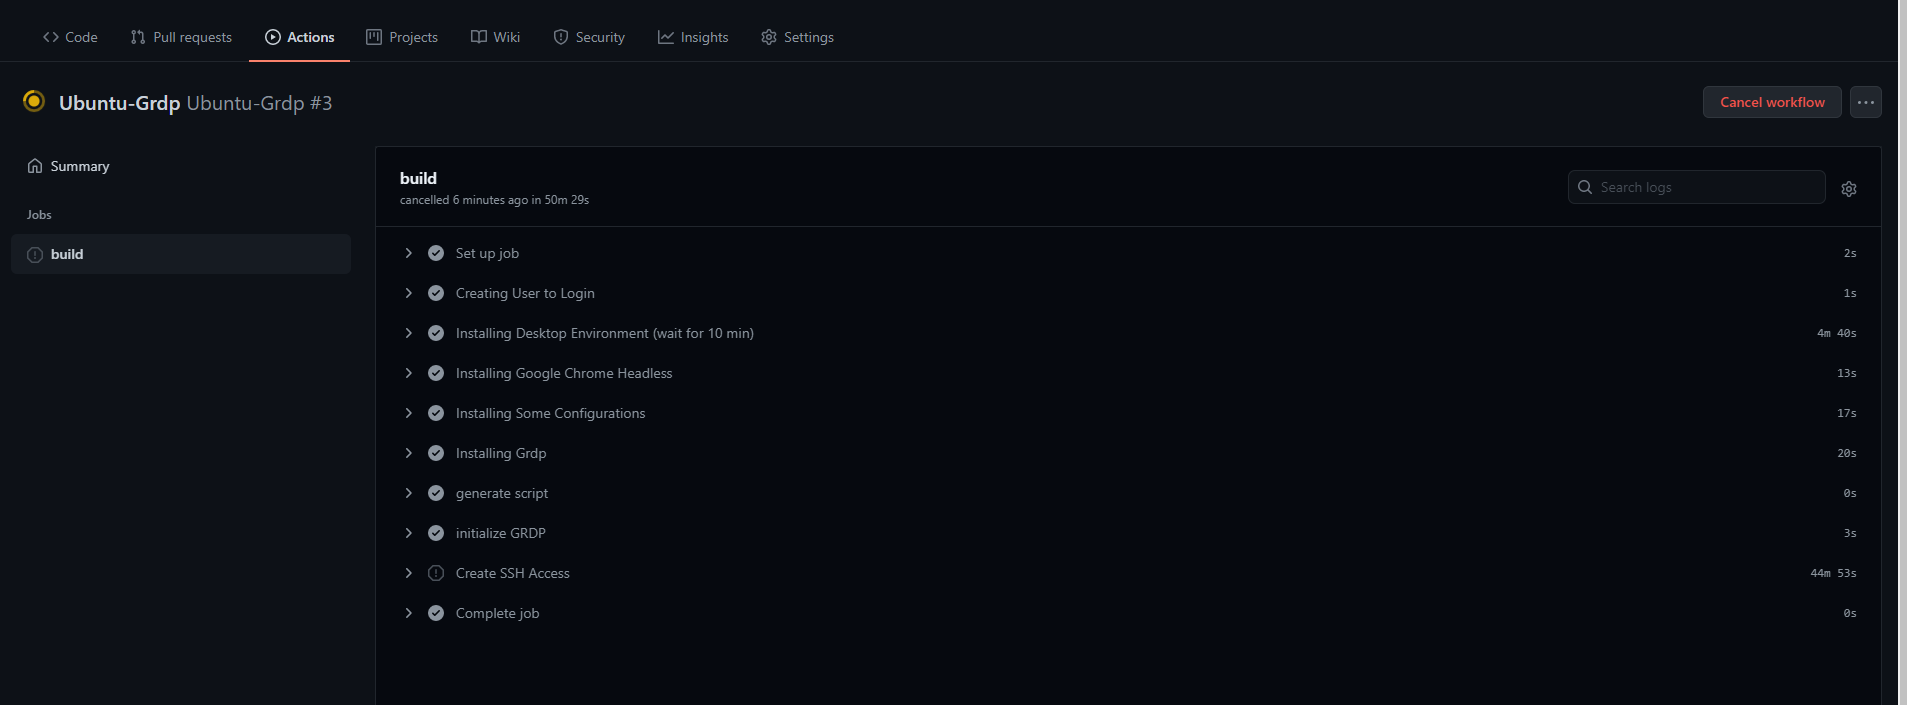 Code Pull requests Actions Projects Wiki Security Insights Settings
Ubuntu-Grdp Ubuntu-Grdp #3
Cancel workflow
Summary
Jobs
build
build
cancelled 6 minutes ago in 50m 29s
Search logs
Set up job 2s
Creating User to Login 1s
Installing Desktop Environment (wait for 10 min) 4m 40s
Installing Google Chrome Headless 13s
Installing Some Configurations 17s
Installing Grdp 20s
generate script 0s
initialize GRDP 3s
Create SSH Access 44m 53s
Complete job 0s